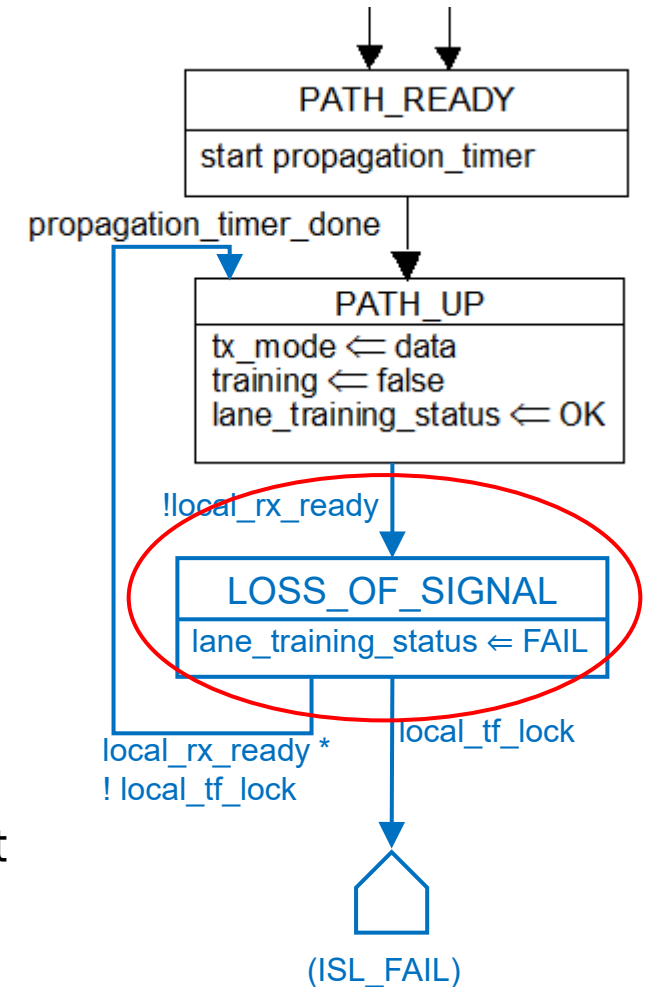 PATH_READY
start propagation_timer
propagation_timer_done
PATH_UP
tx_mode ⇐ data
training ⇐ false
lane_training_status ⇐ OK
!local_rx_ready
LOSS_OF_SIGNAL
lane_training_status ⇐ FAIL
local_rx_ready *
! local_tf_lock
local_tf_lock
t
(ISL_FAIL)